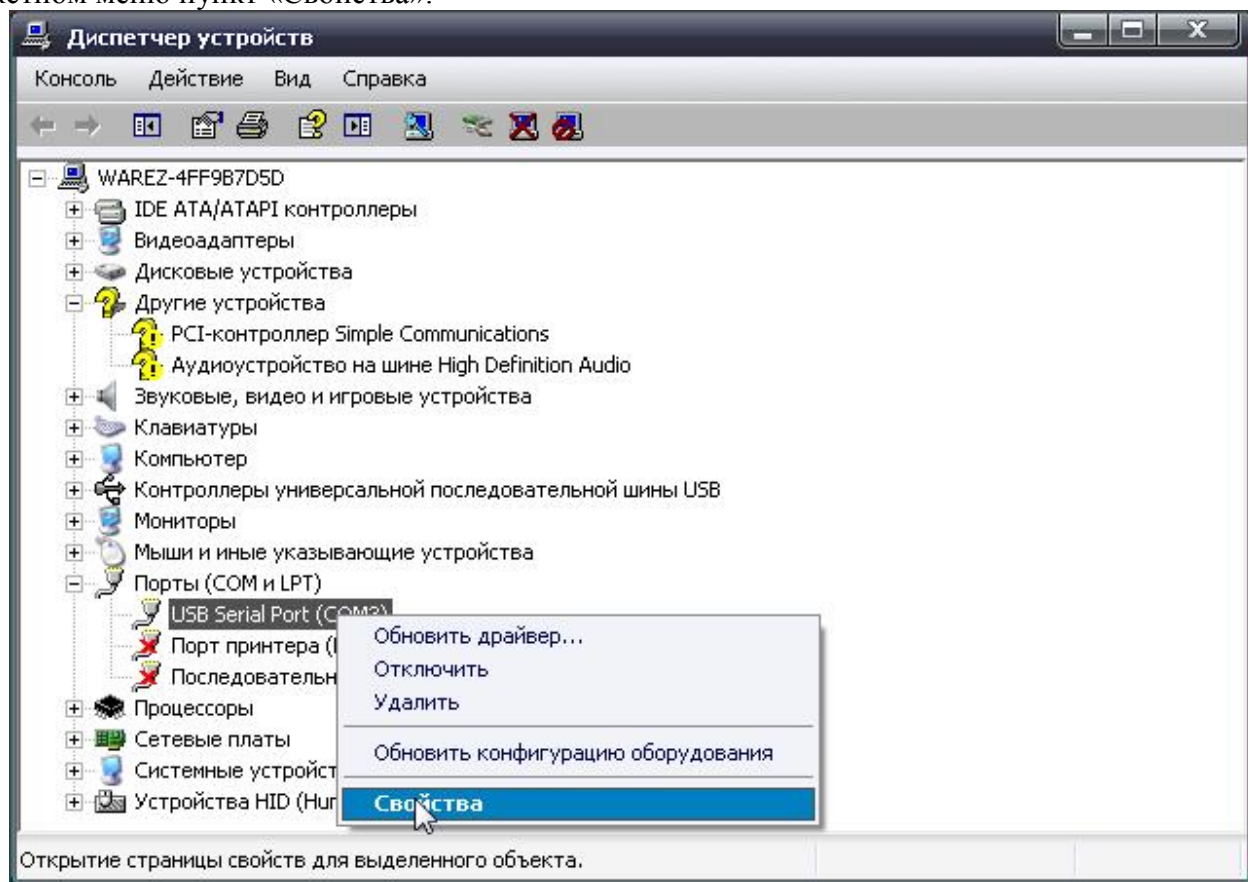 меню пункт «Свойства».
Диспетчер устройств
Консоль Действие Вид Справка
WAREZ-4FF9B7D5D
IDE ATA/ATAPI контроллеры
Видеоадаптеры
Дисковые устройства
Другие устройства
PCI-контроллер Simple Communications
Аудиоустройство на шине High Definition Audio
Звуковые, видео и игровые устройства
Клавиатуры
Компьютер
Контроллеры универсальной последовательной шины USB
Мониторы
Мыши и иные указывающие устройства
Порты (COM и LPT)
USB Serial Port
Порт принтера
Процессоры
Сетевые платы
Системные
Устройства HID
Обновить драйвер...
Отключить
Удалить
Обновить конфигурацию оборудования
Свойства
Открытие страницы свойств для выделенного объекта.